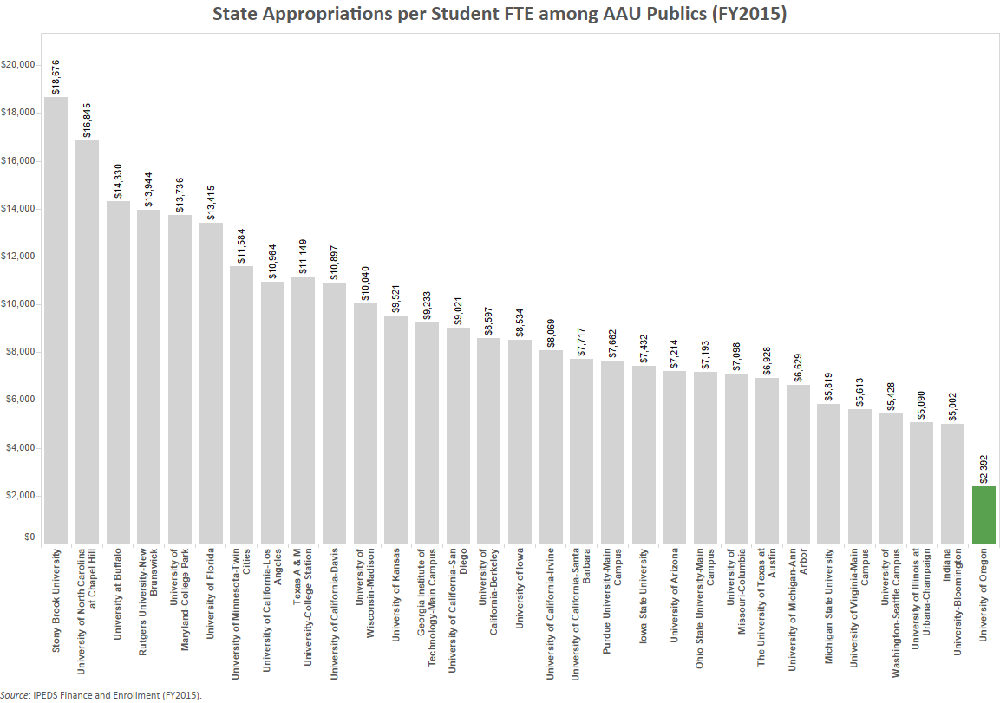 State Appropriations per Student FTE among AAU Publics (FY2015)
$20,000
$18,000
$16,000
$14,000
$12,000
$10,000
$8,000
$6,000
$4,000
$2,000
$0
$18,676
$16,845
$14,330
$13,944
$13,736
$13,415
$11,584
$10,964
$11,149
$10,897
$10,040
$9,521
$9,233
$9,021
$8,597
$8,534
$8,069
$7,717
$7,662
$7,432
$7,214
$7,193
$7,098
$6,928
$6,629
$5,819
$5,613
$5,428
$5,090
$5,002
$2,392
Stony Brook University
University of North Carolina
at Chapel Hill
University at Buffalo
Rutgers University-New
Brunswick
University of
Maryland-College Park
University of Florida
University of Minnesota-Twin
Cities
University of California-Los
Angeles
Texas A & M
University-College Station
University of California-Davis
University of
Wisconsin-Madison
University of Kansas
Georgia Institute of
Technology-Main Campus
University of California-San
Diego
University of
California-Berkeley
University of Iowa
University of California-Irvine
University of California-Santa
Barbara
Purdue University-Main
Campus
Iowa State University
University of Arizona
Ohio State University-Main
Campus
University of
Missouri-Columbia
The University of Texas at
Austin
University of Michigan-Ann
Arbor
Michigan State University
University of Virginia-Main
Campus
University of
Washington-Seattle Campus
University of Illinois at
Urbana-Champaign
Indiana
University-Bloomington
University of Oregon
Source: IPEDS Finance and Enrollment (FY2015).